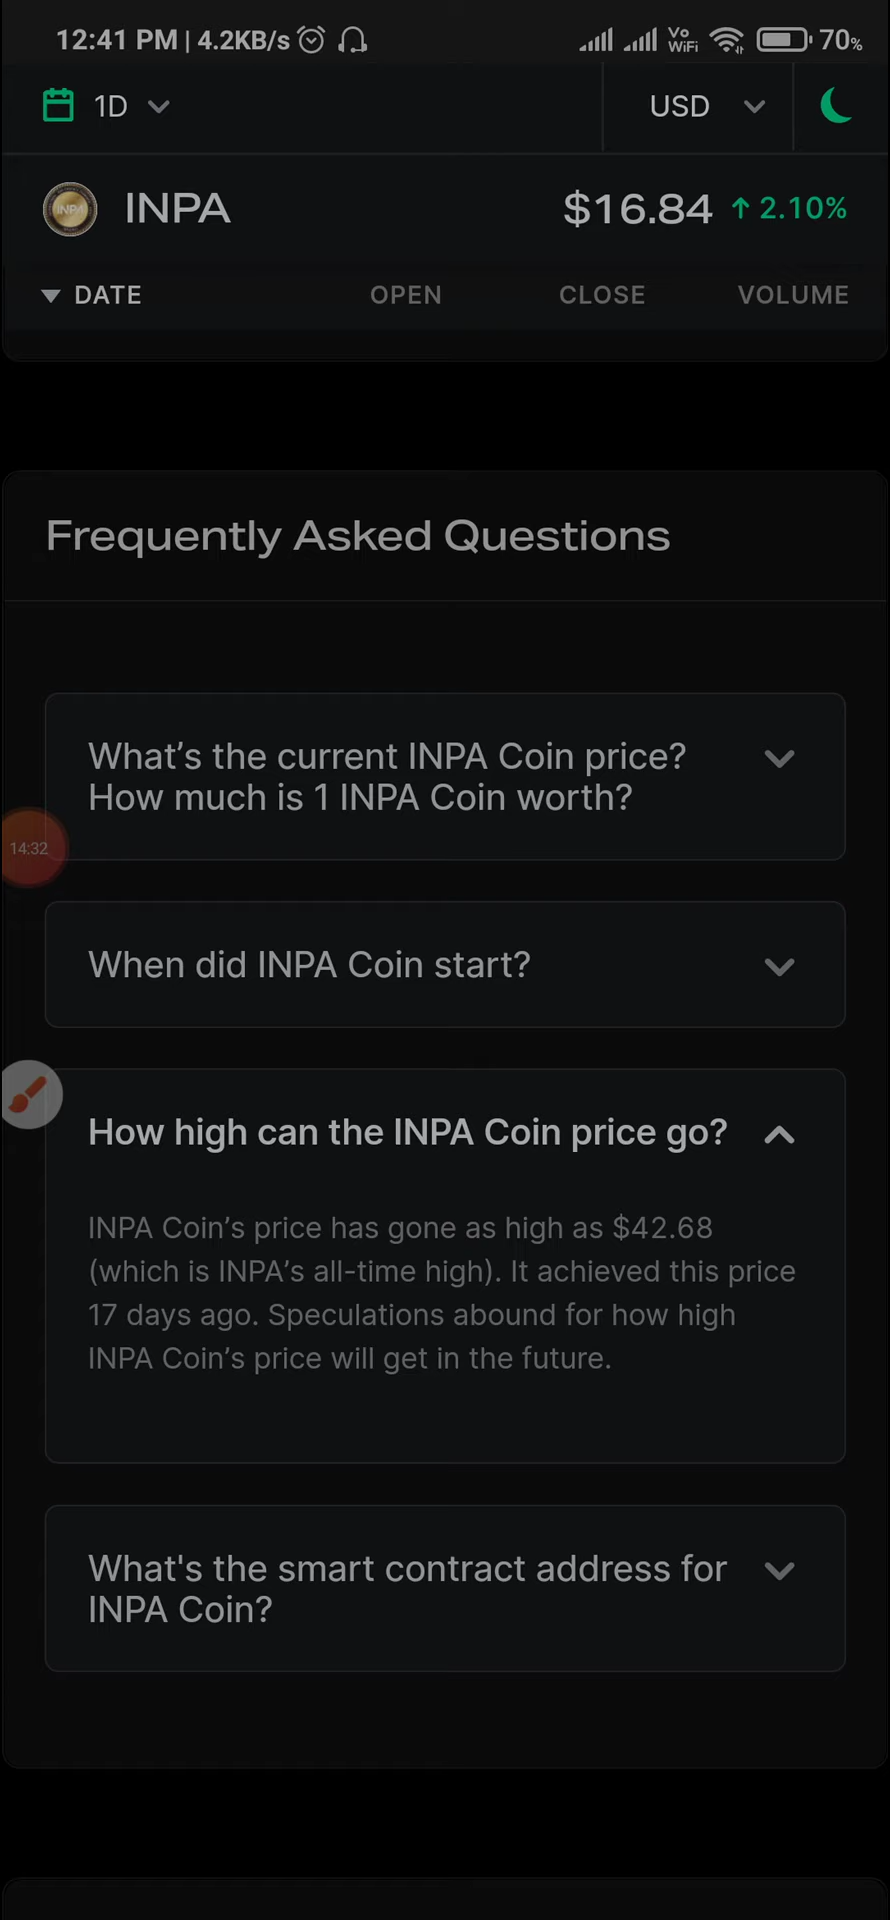 12:41 PM | 4.2KB/s Vo WiFi 70%
1D USD
INPA INPA $16.84 ↑ 2.10%
DATE OPEN CLOSE VOLUME
Frequently Asked Questions
What’s the current INPA Coin price?
How much is 1 INPA Coin worth?
14:32
When did INPA Coin start?
How high can the INPA Coin price go?
INPA Coin’s price has gone as high as $42.68
(which is INPA’s all-time high). It achieved this price
17 days ago. Speculations abound for how high
INPA Coin’s price will get in the future.
What's the smart contract address for
INPA Coin?